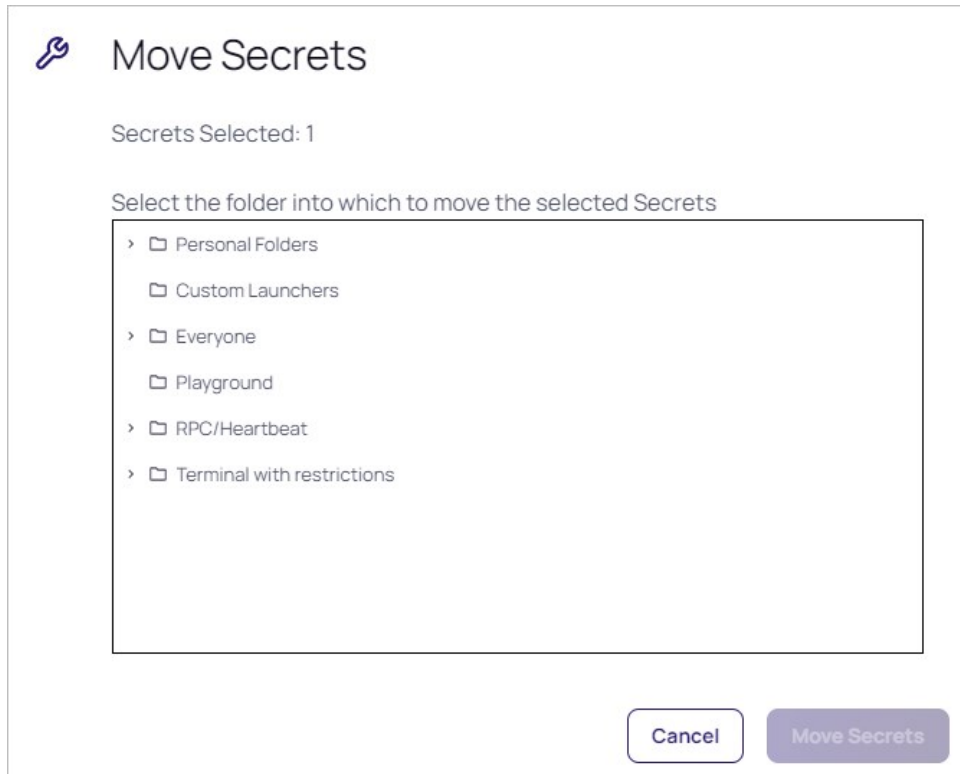 Move Secrets
Secrets Selected: 1
Select the folder into which to move the selected Secrets
Personal Folders
Custom Launchers
Everyone
Playground
RPC/Heartbeat
Terminal with restrictions
Cancel
Move Secrets